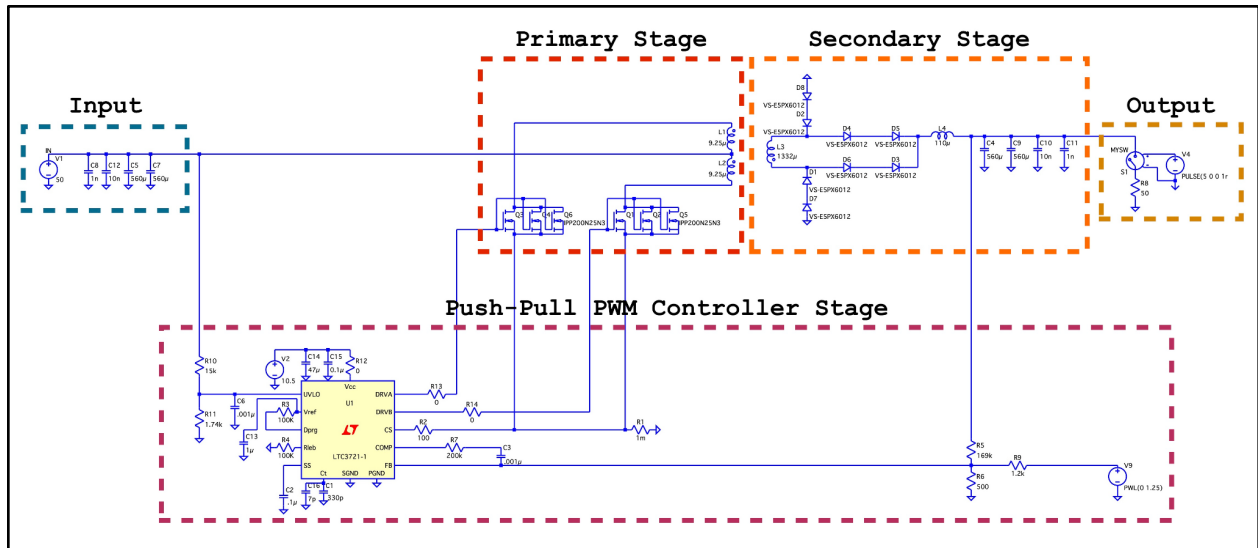 Primary Stage
Secondary Stage
Input
Output
IN
V1
50
C8
1n
C12
10n
C5
560µ
C7
560µ
L1
9.25µ
L2
9.25µ
Q3
Q4
Q6
IPP200N25N3
Q1
Q2
Q5
IPP200N25N3
D8
VS-E5PX6012
D2
VS-E5PX6012
L3
1332µ
D4
VS-E5PX6012
D5
VS-E5PX6012
D6
VS-E5PX6012
D3
VS-E5PX6012
D1
VS-E5PX6012
D7
VS-E5PX6012
L4
110µ
C4
560µ
C9
560µ
C10
10n
C11
1n
MYSW
S1
R8
50
V4
PULSE(5 0 0 1r
Push-Pull PWM Controller Stage
R10
15k
R11
1.74k
C6
.001µ
C13
1µ
V2
10.5
C14
47µ
C15
0.1µ
R12
0
R3
100K
R4
100K
C2
.1µ
C16
7p
C1
330p
Vcc
U1
UVLO
Vref
Dprg
Rleb
SS
Ct
SGND
PGND
DRVA
DRVB
CS
COMP
FB
LTC3721-1
R13
0
R14
0
R2
100
R1
1m
R7
200k
C3
.001µ
R5
169k
R6
500
R9
1.2k
V9
PWL(0 1.25)